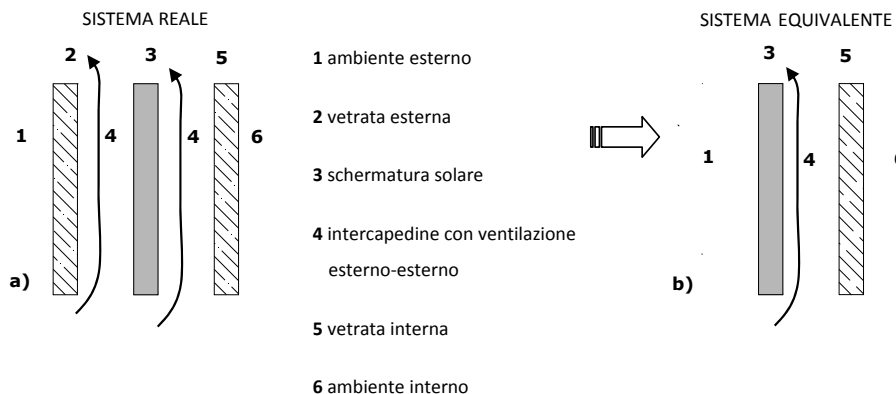 SISTEMA REALE
2 3 5
1 4 4 6
a)
1 ambiente esterno
2 vetrata esterna
3 schermatura solare
4 intercapedine con ventilazione
esterno-esterno
5 vetrata interna
6 ambiente interno
SISTEMA EQUIVALENTE
3 5
1 4
b)